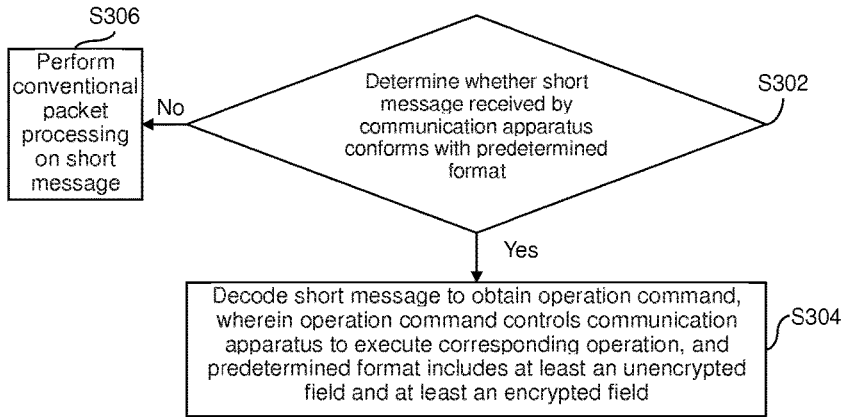 S306
Perform
conventional
packet
processing
on short
message
No
Determine whether short
message received by
communication apparatus
conforms with predetermined
format
S302
Yes
Decode short message to obtain operation command,
wherein operation command controls communication
apparatus to execute corresponding operation, and
predetermined format includes at least an unencrypted
field and at least an encrypted field
S304